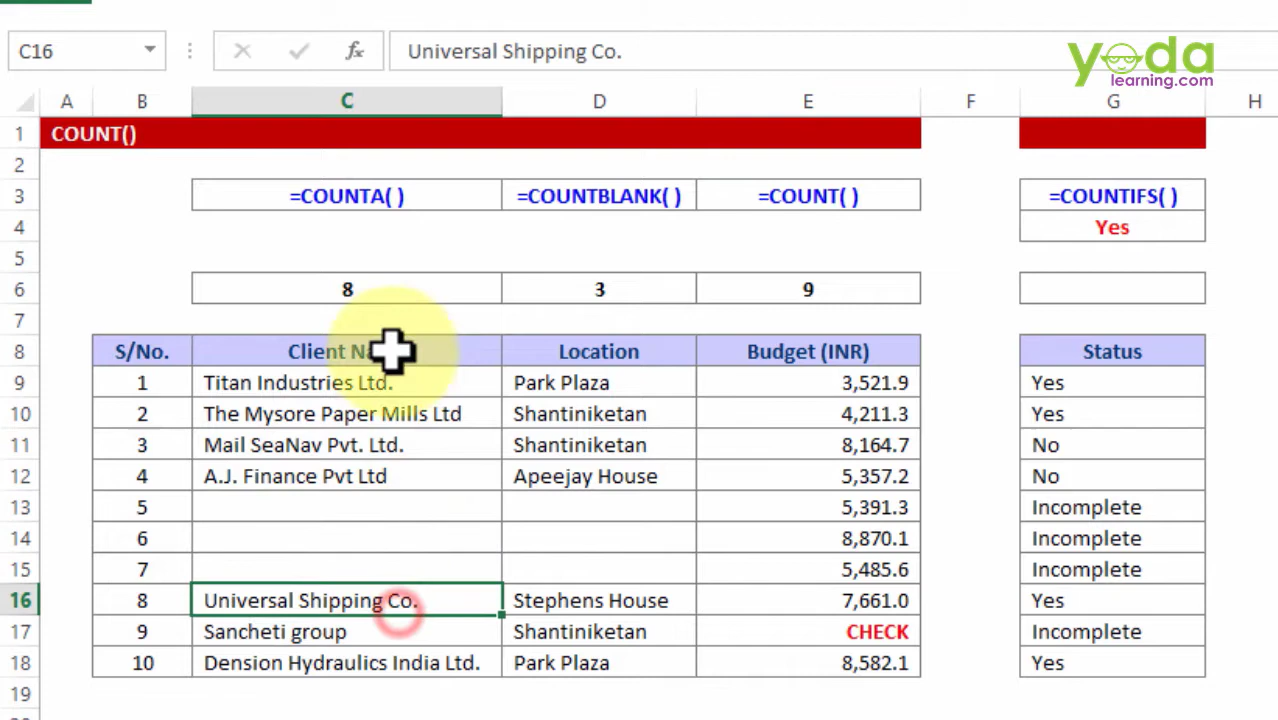 C16 fx Universal Shipping Co.
yoda
learning.com
A B C D E F G H
1 COUNT()
2
3 =COUNTA( ) =COUNTBLANK( ) =COUNT( ) =COUNTIFS( )
4 Yes
5
6 8 3 9
7
8 S/No. Client Na Location Budget (INR) Status
9 1 Titan Industries Ltd. Park Plaza 3,521.9 Yes
10 2 The Mysore Paper Mills Ltd Shantiniketan 4,211.3 Yes
11 3 Mail SeaNav Pvt. Ltd. Shantiniketan 8,164.7 No
12 4 A.J. Finance Pvt Ltd Apeejay House 5,357.2 No
13 5 5,391.3 Incomplete
14 6 8,870.1 Incomplete
15 7 5,485.6 Incomplete
16 8 Universal Shipping Co. Stephens House 7,661.0 Yes
17 9 Sancheti group Shantiniketan CHECK Incomplete
18 10 Dension Hydraulics India Ltd. Park Plaza 8,582.1 Yes
19